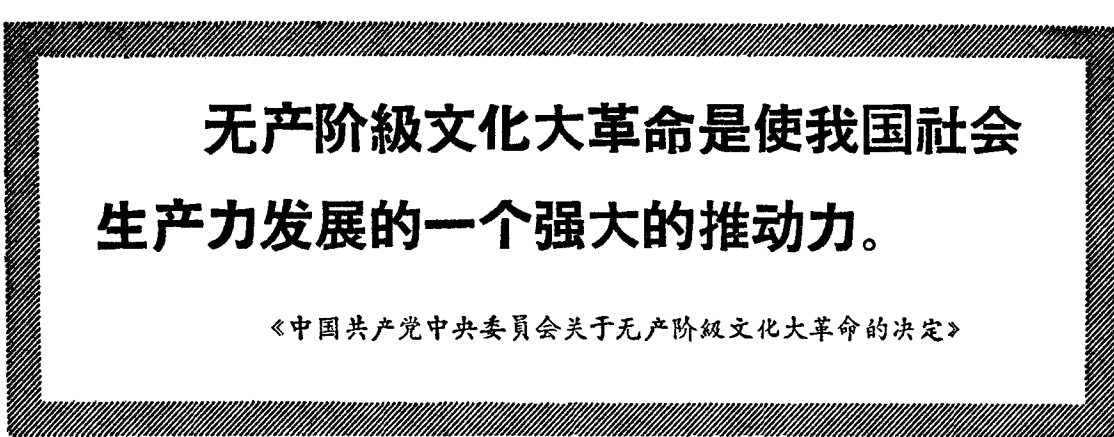 无产阶級文化大革命是使我国社会
生产力发展的一个强大的推动力。
《中国共产党中央委員会关于无产阶級文化大革命的决定》